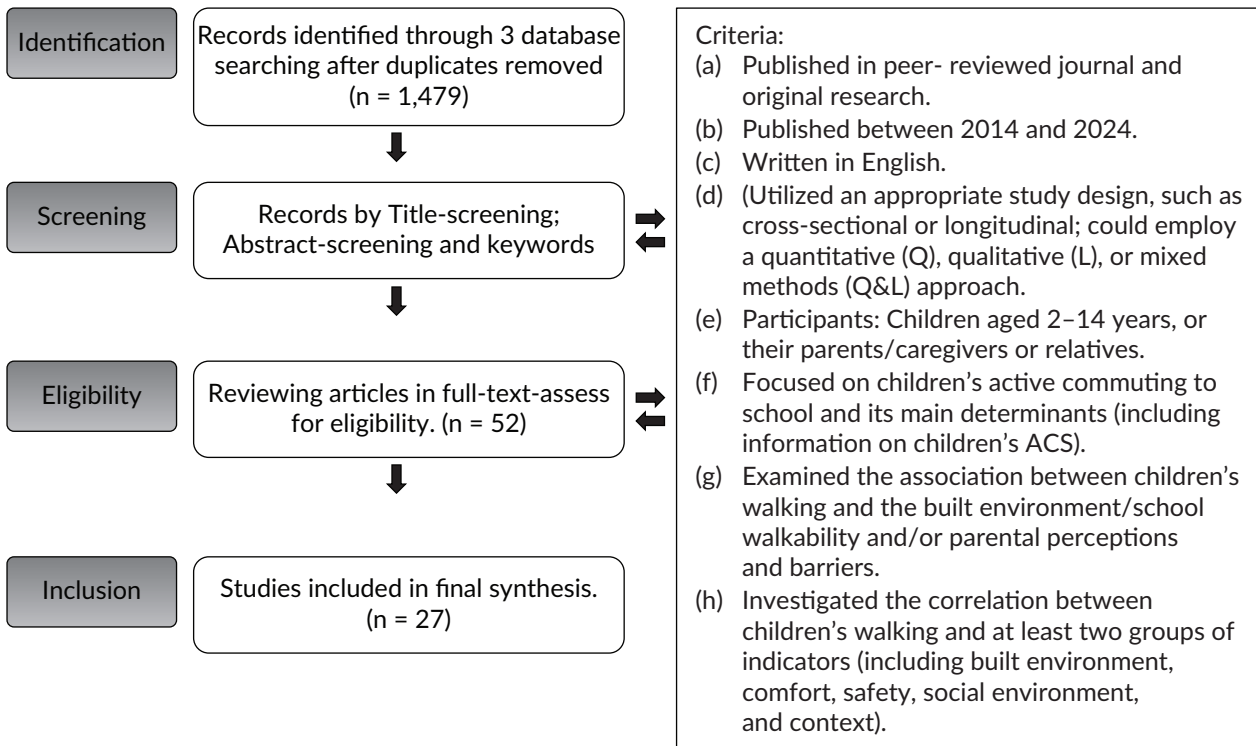 Identification
Records identified through 3 database
searching after duplicates removed
(n = 1,479)
Screening
Records by Title-screening;
Abstract-screening and keywords
Eligibility
Reviewing articles in full-text-assess
for eligibility. (n = 52)
Inclusion
Studies included in final synthesis.
(n = 27)
Criteria:
(a) Published in peer- reviewed journal and
original research.
(b) Published between 2014 and 2024.
(c) Written in English.
(d) (Utilized an appropriate study design, such as
cross-sectional or longitudinal; could employ
a quantitative (Q), qualitative (L), or mixed
methods (Q&L) approach.
(e) Participants: Children aged 2–14 years, or
their parents/caregivers or relatives.
(f) Focused on children’s active commuting to
school and its main determinants (including
information on children’s ACS).
(g) Examined the association between children’s
walking and the built environment/school
walkability and/or parental perceptions
and barriers.
(h) Investigated the correlation between
children’s walking and at least two groups of
indicators (including built environment,
comfort, safety, social environment,
and context).